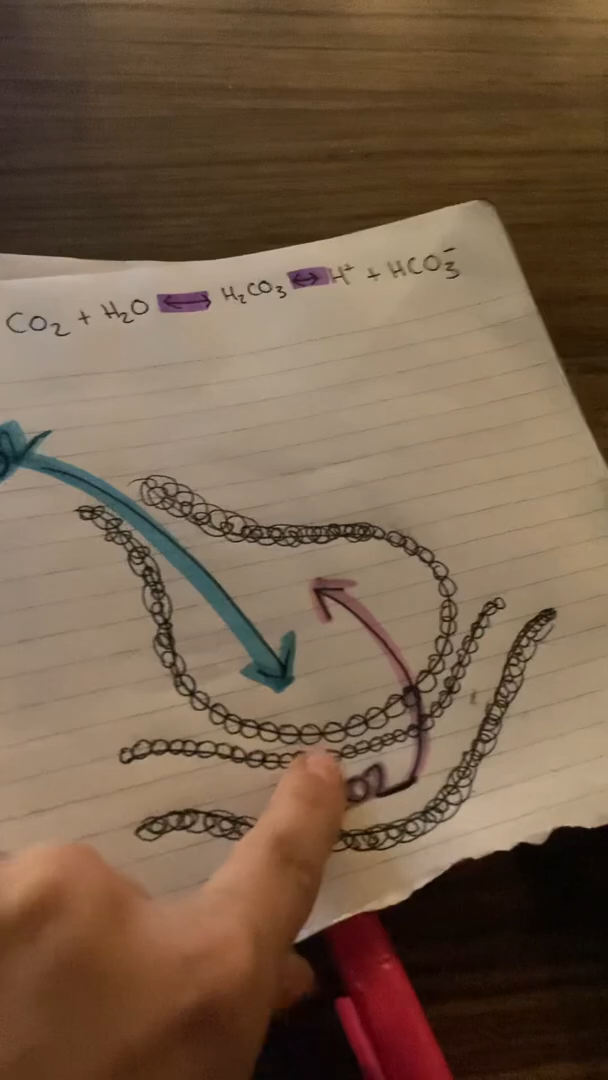 CO₂ + H₂O ⟷ H₂CO₃ ⟷ H⁺ + HCO₃⁻